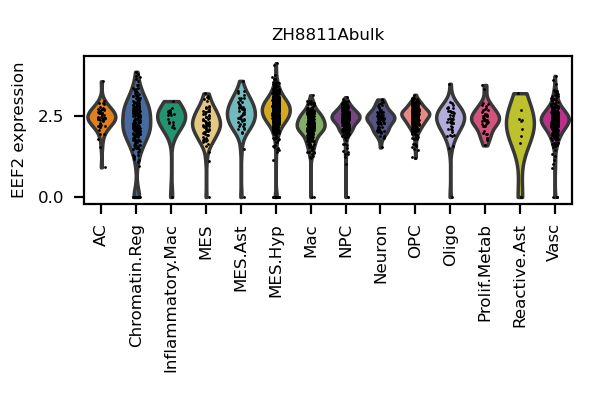 ZH8811Abulk
EEF2 expression
2.5
0.0
AC
Chromatin.Reg
Inflammatory.Mac
MES
MES.Ast
MES.Hyp
Mac
NPC
Neuron
OPC
Oligo
Prolif.Metab
Reactive.Ast
Vasc